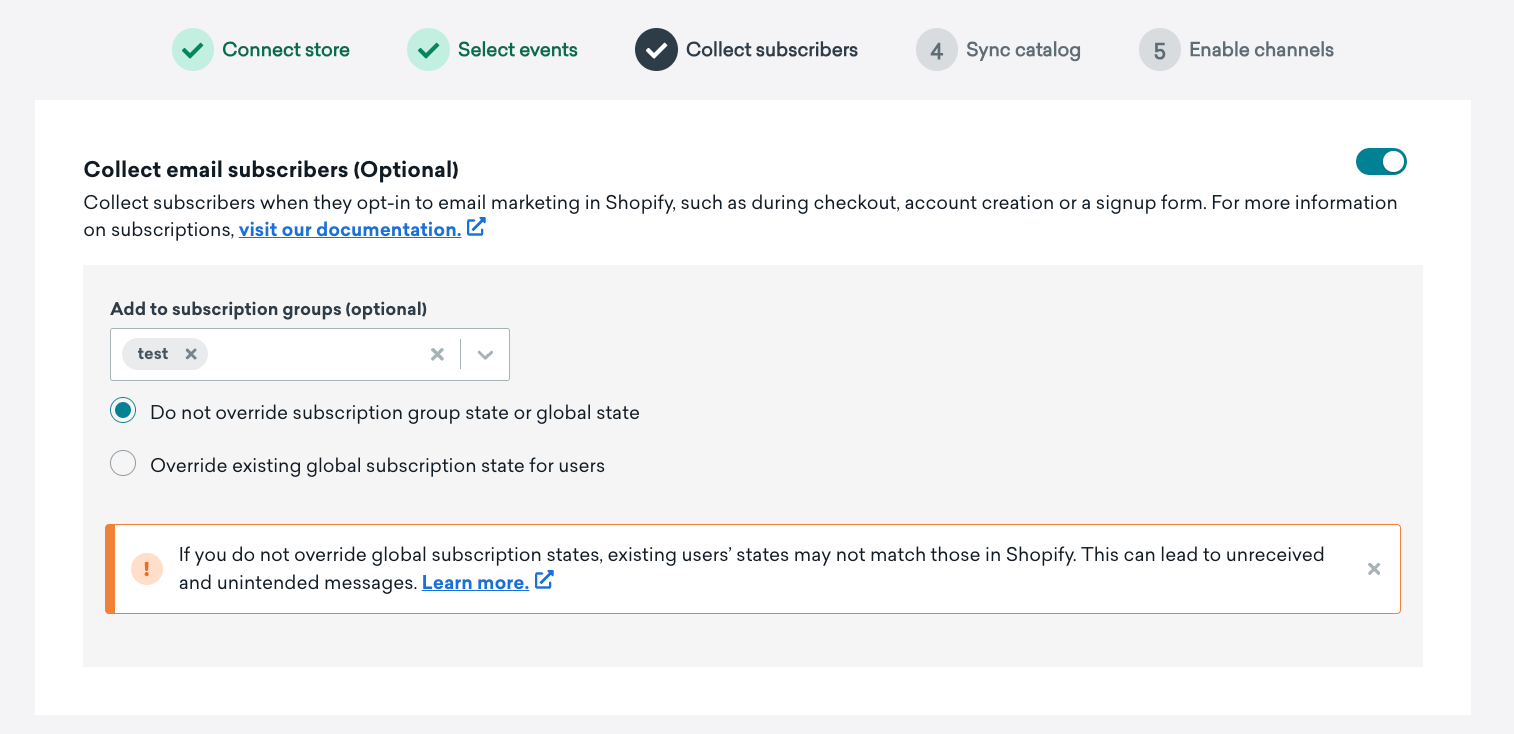 Connect store
Select events
Collect subscribers
4 Sync catalog
5 Enable channels
Collect email subscribers (Optional)
Collect subscribers when they opt-in to email marketing in Shopify, such as during checkout, account creation or a signup form. For more information
on subscriptions, visit our documentation.
Add to subscription groups (optional)
test
Do not override subscription group state or global state
Override existing global subscription state for users
If you do not override global subscription states, existing users’ states may not match those in Shopify. This can lead to unreceived
and unintended messages. Learn more.